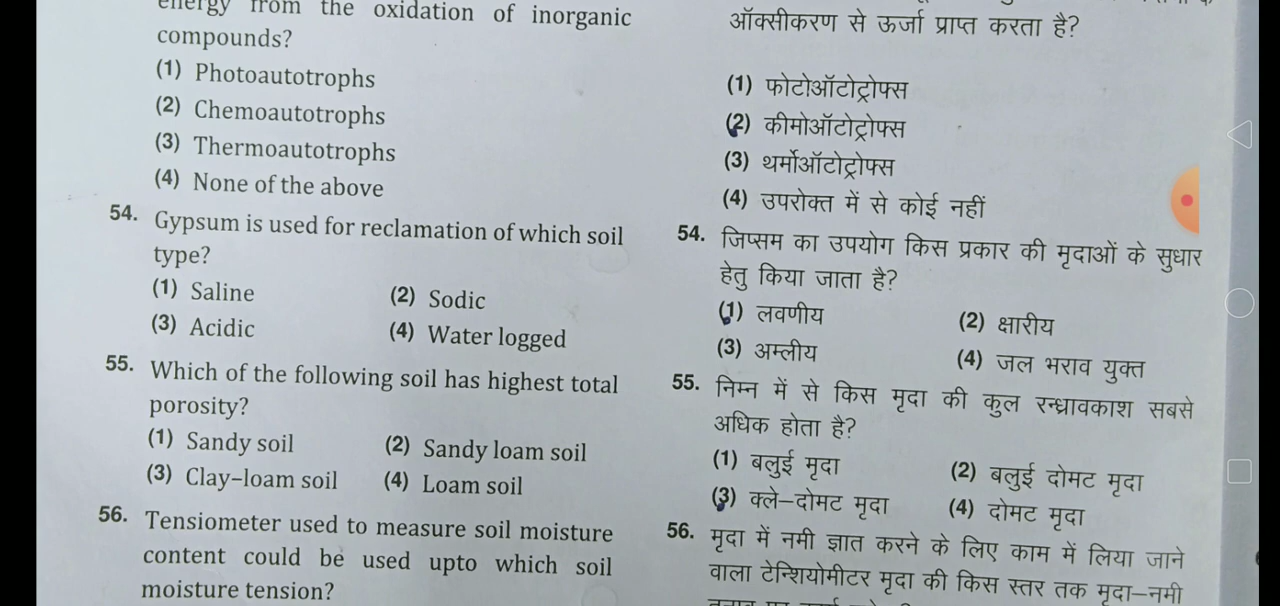 energy from the oxidation of inorganic
compounds?
(1) Photoautotrophs
(2) Chemoautotrophs
(3) Thermoautotrophs
(4) None of the above
54. Gypsum is used for reclamation of which soil
type?
(1) Saline (2) Sodic
(3) Acidic (4) Water logged
55. Which of the following soil has highest total
porosity?
(1) Sandy soil (2) Sandy loam soil
(3) Clay–loam soil (4) Loam soil
56. Tensiometer used to measure soil moisture
content could be used upto which soil
moisture tension?
ऑक्सीकरण से ऊर्जा प्राप्त करता है?
(1) फोटोऑटोट्रोफ्स
(2) कीमोऑटोट्रोफ्स
(3) थर्मोऑटोट्रोफ्स
(4) उपरोक्त में से कोई नहीं
54. जिप्सम का उपयोग किस प्रकार की मृदाओं के सुधार
हेतु किया जाता है?
(1) लवणीय (2) क्षारीय
(3) अम्लीय (4) जल भराव युक्त
55. निम्न में से किस मृदा की कुल रन्ध्रावकाश सबसे
अधिक होता है?
(1) बलुई मृदा (2) बलुई दोमट मृदा
(3) क्ले–दोमट मृदा (4) दोमट मृदा
56. मृदा में नमी ज्ञात करने के लिए काम में लिया जाने
वाला टेन्शियोमीटर मृदा की किस स्तर तक मृदा–नमी